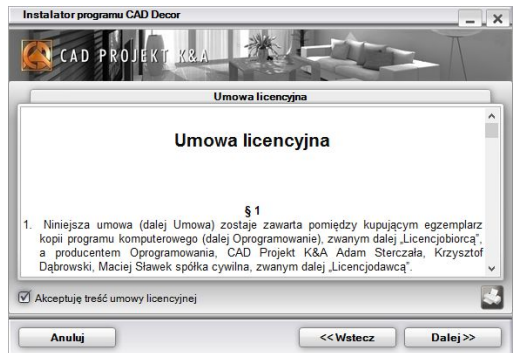 Instalator programu CAD Decor
CAD PROJEKT K&A
Umowa licencyjna
Umowa licencyjna
§ 1
1. Niniejsza umowa (dalej Umowa) zostaje zawarta pomiędzy kupującym egzemplarz
kopii programu komputerowego (dalej Oprogramowanie), zwanym dalej „Licencjobiorcą”,
a producentem Oprogramowania, CAD Projekt K&A Adam Sterczała, Krzysztof
Dąbrowski, Maciej Sławek spółka cywilna, zwanym dalej „Licencjodawcą”.
Akceptuję treść umowy licencyjnej
Anuluj
<<Wstecz
Dalej>>